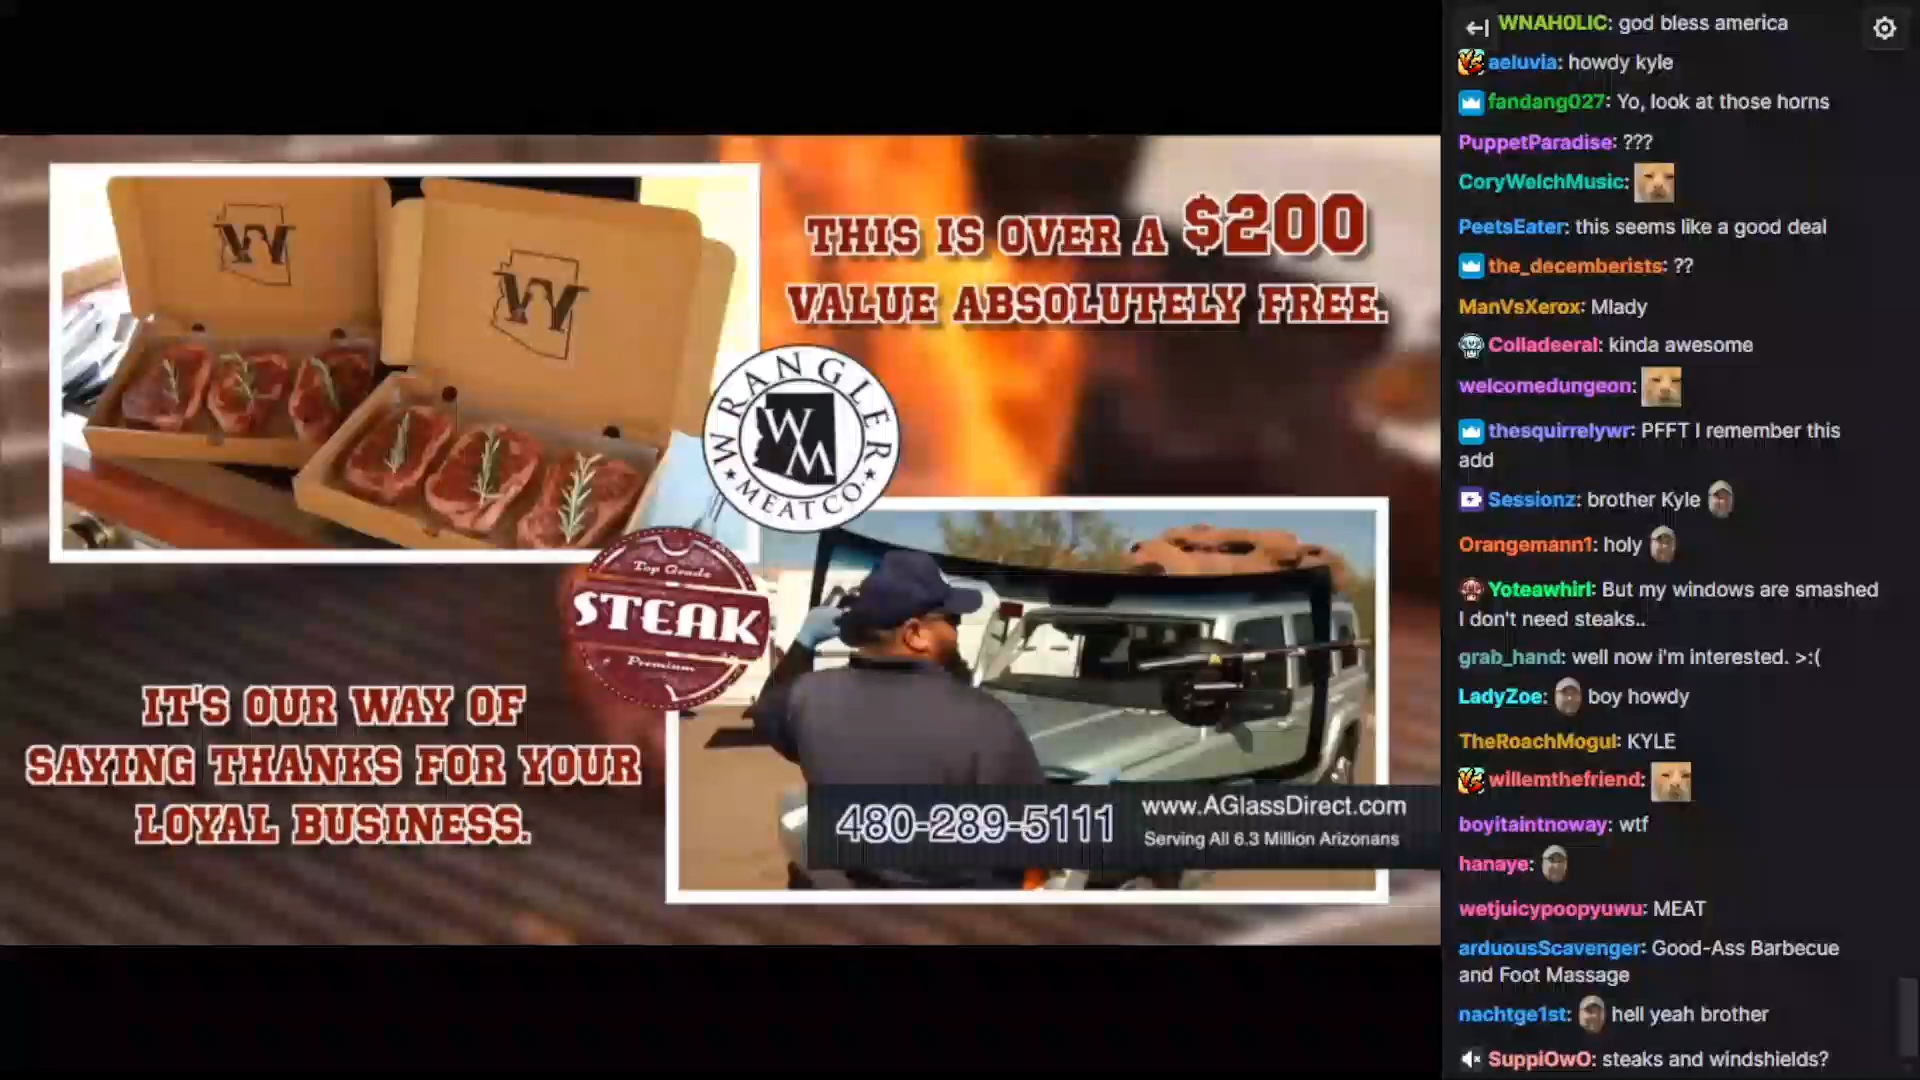 THIS IS OVER A $200
VALUE ABSOLUTELY FREE.
W
W
WRANGLER
WM
MEAT CO.
Top Grade
STEAK
Premium
IT'S OUR WAY OF
SAYING THANKS FOR YOUR
LOYAL BUSINESS.
480-289-5111
www.AGlassDirect.com
Serving All 6.3 Million Arizonans
WNAH0LIC: god bless america
aeluvia: howdy kyle
fandang027: Yo, look at those horns
PuppetParadise: ???
CoryWelchMusic:
PeetsEater: this seems like a good deal
the_decemberists: ??
ManVsXerox: Mlady
Colladeeral: kinda awesome
welcomedungeon:
thesquirrelywr: PFFT I remember this
add
Sessionz: brother Kyle
Orangemann1: holy
Yoteawhirl: But my windows are smashed
I don't need steaks..
grab_hand: well now i'm interested. >:(
LadyZoe: boy howdy
TheRoachMogul: KYLE
willemthefriend:
boyitaintnoway: wtf
hanaye:
wetjuicypoopyuwu: MEAT
arduousScavenger: Good-Ass Barbecue
and Foot Massage
nachtge1st: hell yeah brother
SuppiOwO: steaks and windshields?